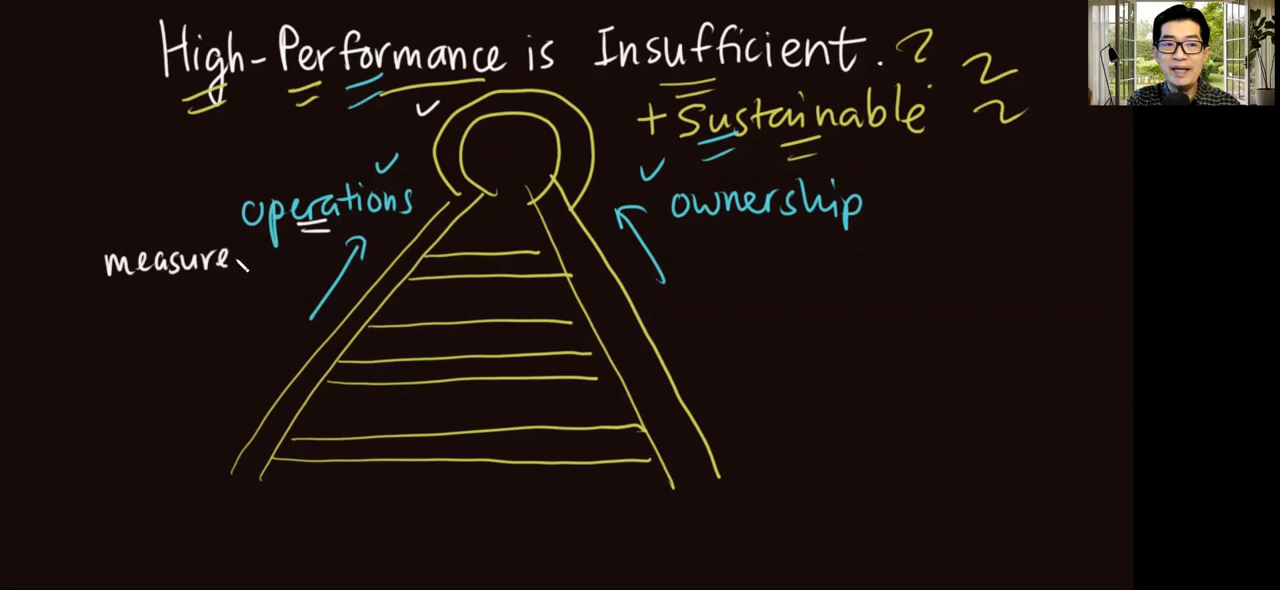 High-Performance is Insufficient. ?
+ Sustainable
operations
ownership
measure